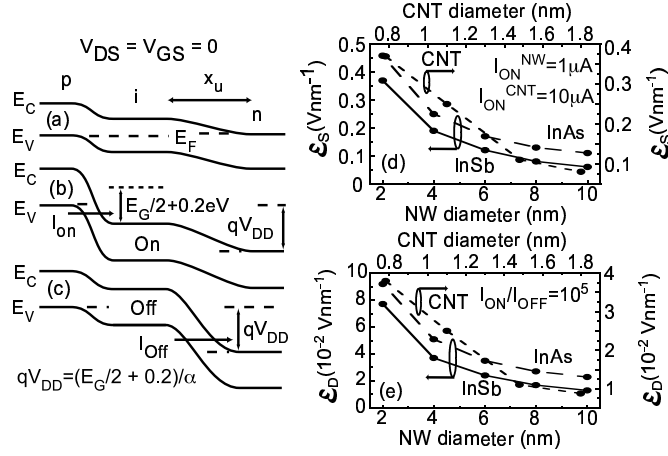 V_DS = V_GS = 0
p i x_u n
E_C
(a)
E_V E_F
E_C
(b) E_G/2+0.2eV
E_V qV_DD
I_on
On
E_C
(c)
E_V Off
I_Off qV_DD
qV_DD=(E_G/2 + 0.2)/α
CNT diameter (nm)
0.8 1 1.2 1.4 1.6 1.8
0.5 0.4
CNT I_ON^NW=1μA
0.4
I_ON^CNT=10μA 0.3
0.3
0.2 InAs 0.2
0.1 (d) InSb 0.1
0
ℰ_S(Vnm^-1)
ℰ_S(Vnm^-1)
2 4 6 8 10
NW diameter (nm)
CNT diameter (nm)
0.8 1 1.2 1.4 1.6 1.8
10 4
CNT I_ON/I_OFF=10^5
8
3
6
4 InAs 2
2 (e) InSb 1
0
ℰ_D(10^-2 Vnm^-1)
ℰ_D(10^-2 Vnm^-1)
2 4 6 8 10
NW diameter (nm)